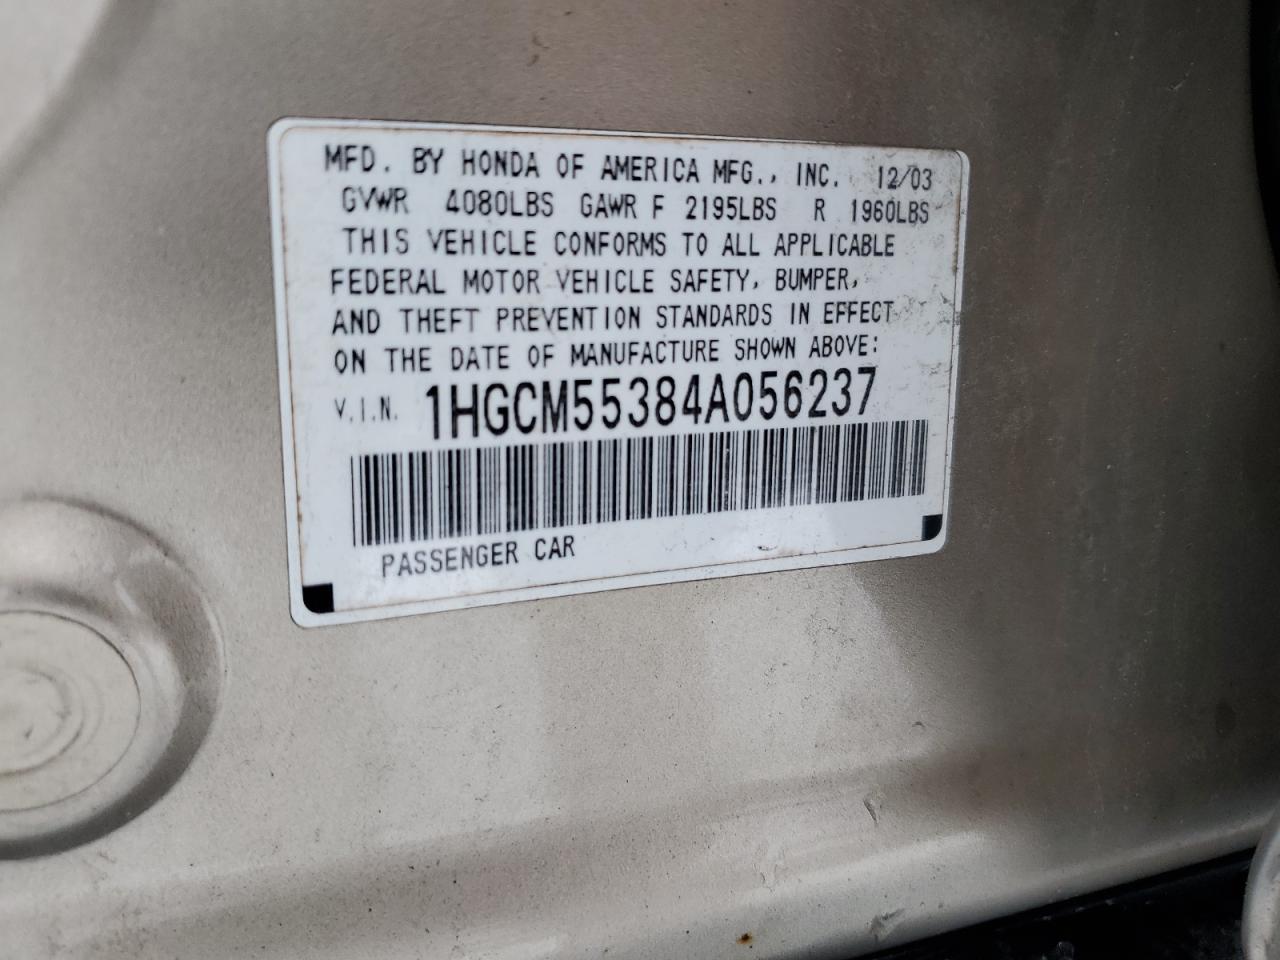 MFD. BY HONDA OF AMERICA MFG., INC. 12/03
GVWR 4080LBS GAWR F 2195LBS R 1960LBS
THIS VEHICLE CONFORMS TO ALL APPLICABLE
FEDERAL MOTOR VEHICLE SAFETY, BUMPER,
AND THEFT PREVENTION STANDARDS IN EFFECT
ON THE DATE OF MANUFACTURE SHOWN ABOVE:
V.I.N. 1HGCM55384A056237
PASSENGER CAR